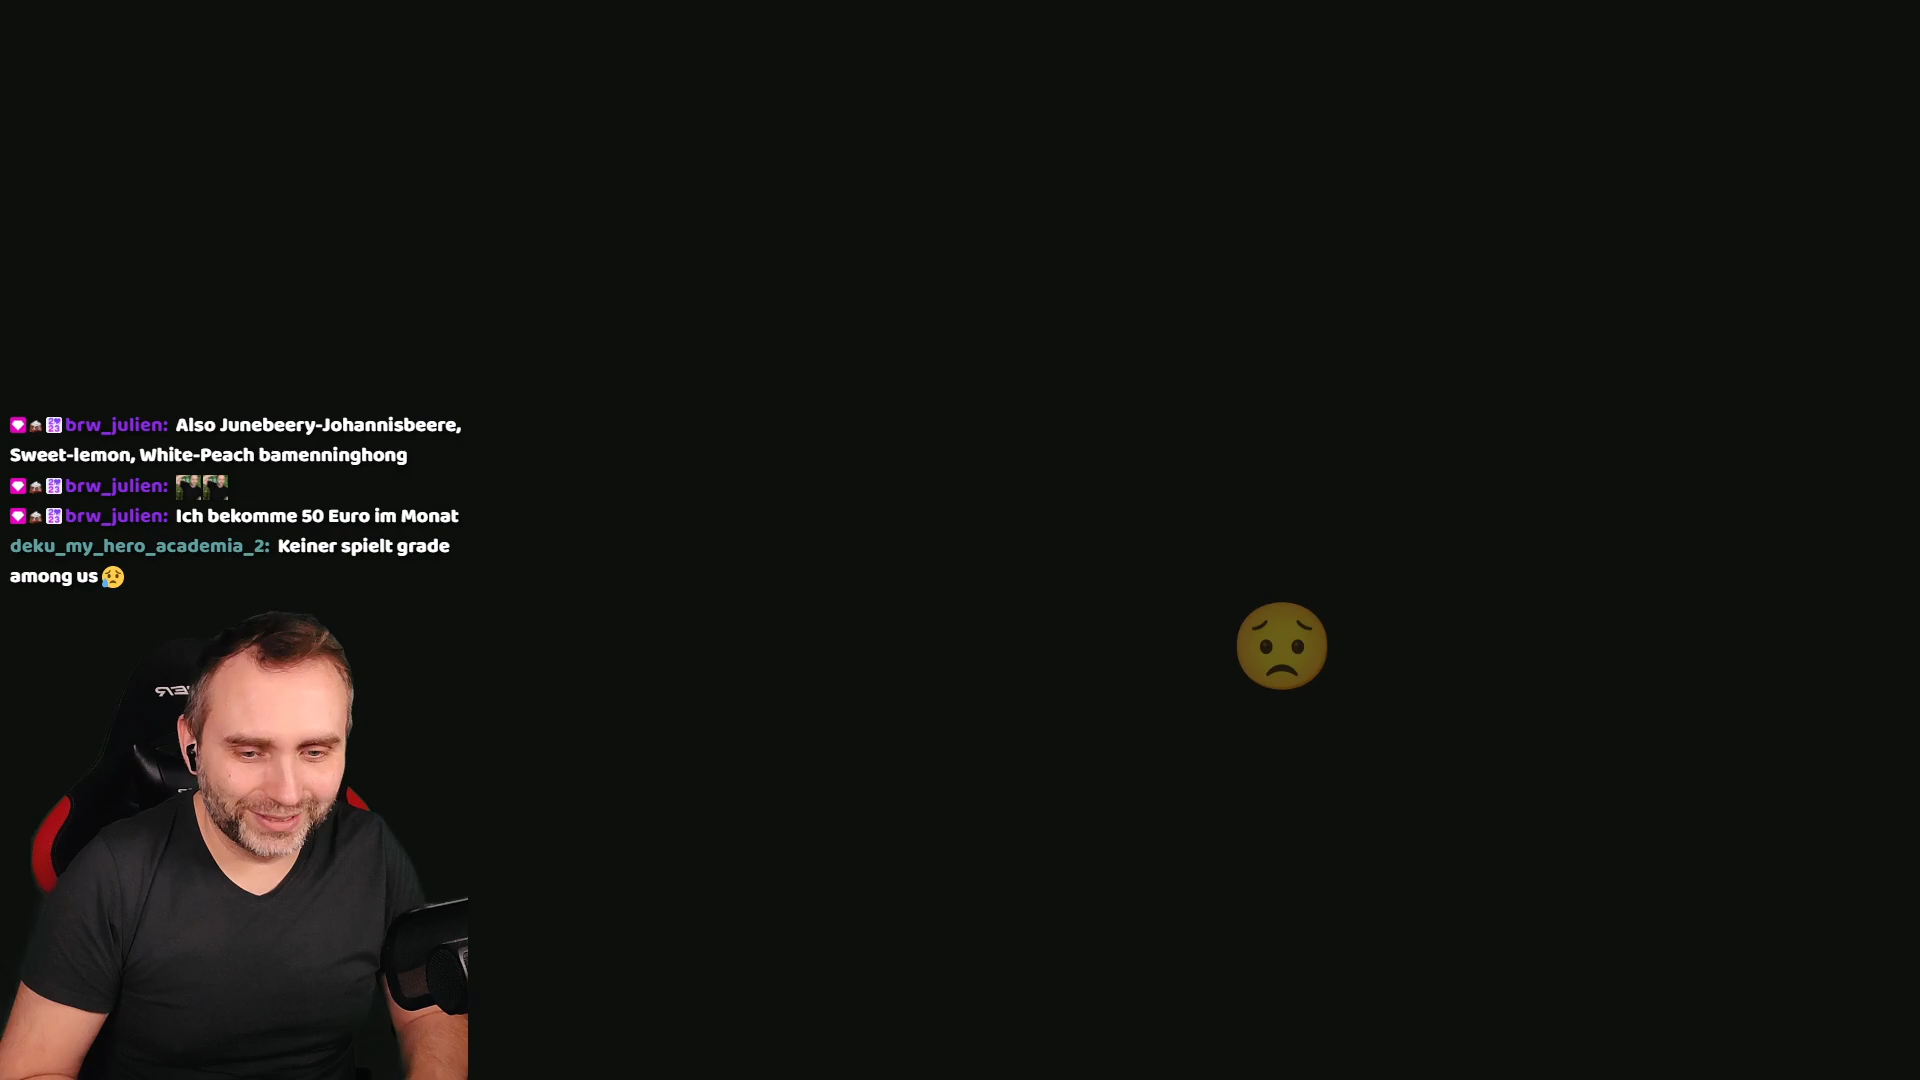 brw_julien: Also Junebeery-Johannisbeere,
Sweet-lemon, White-Peach bamenninghong
brw_julien:
brw_julien: Ich bekomme 50 Euro im Monat
deku_my_hero_academia_2: Keiner spielt grade
among us 😥